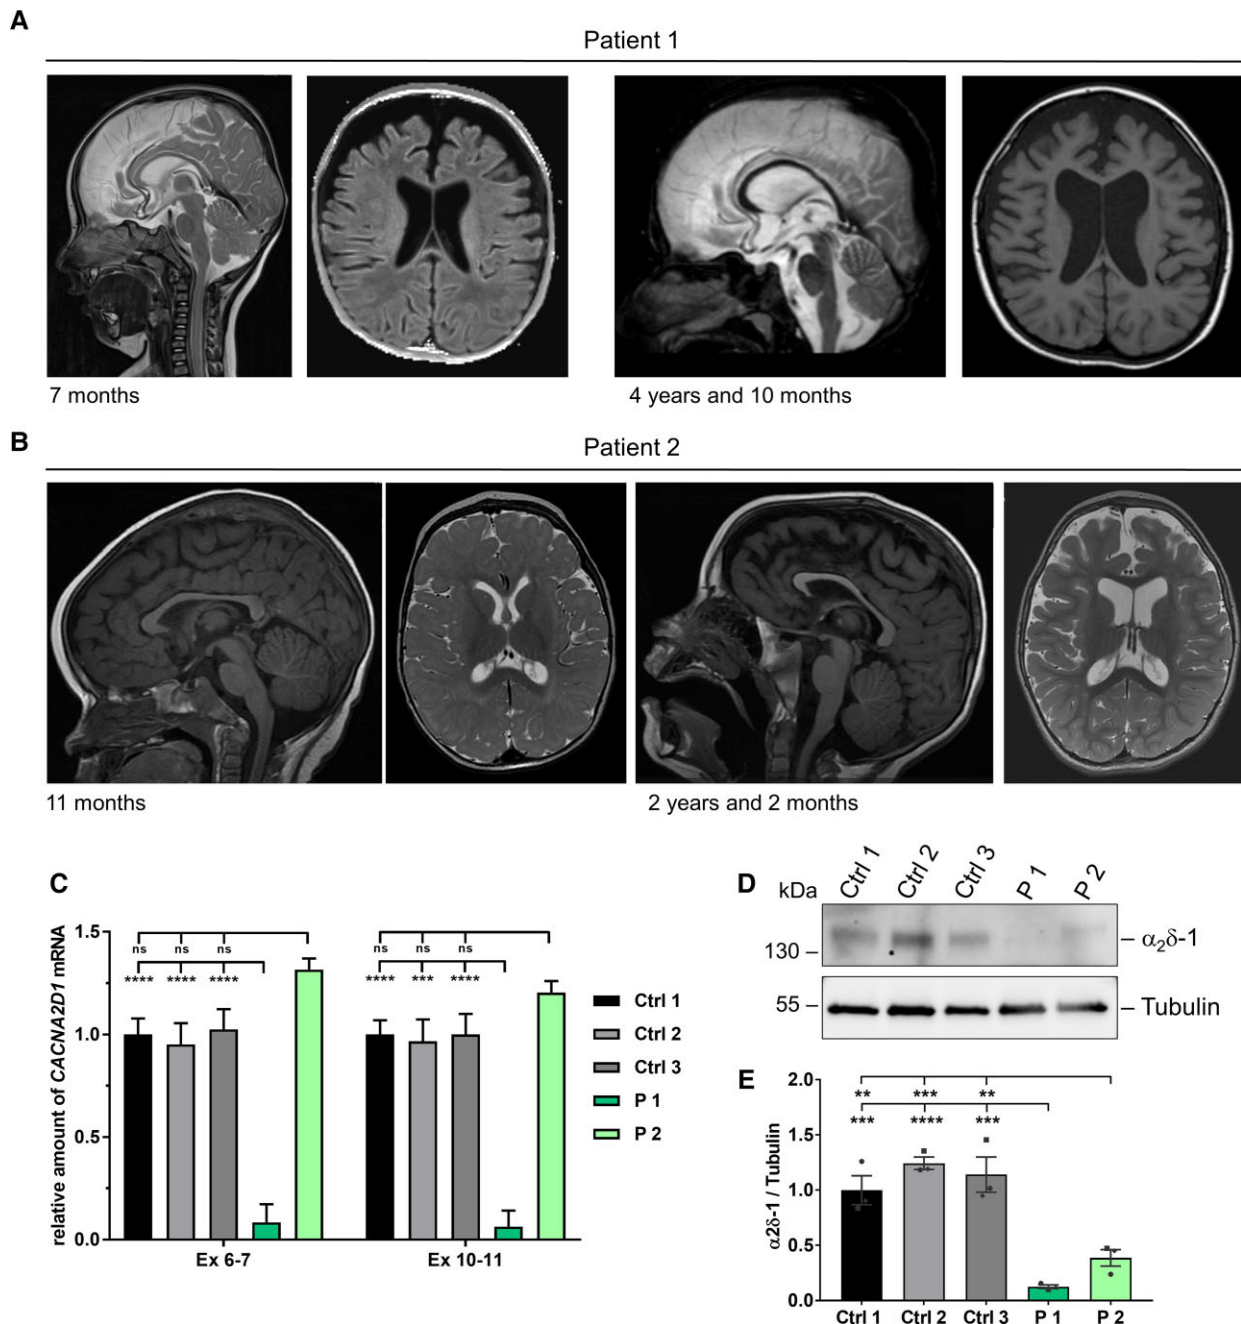 A
Patient 1
7 months
4 years and 10 months
B
Patient 2
11 months
2 years and 2 months
C
relative amount of CACNA2D1 mRNA
1.5
1.0
0.5
0.0
ns ns ns
**** **** ****
ns ns ns
**** *** ****
Ex 6-7
Ex 10-11
Ctrl 1
Ctrl 2
Ctrl 3
P 1
P 2
D
kDa
Ctrl 1
Ctrl 2
Ctrl 3
P 1
P 2
130
α₂δ-1
55
Tubulin
E
α2δ-1 / Tubulin
2.0
1.5
1.0
0.5
0.0
** *** **
*** **** ***
Ctrl 1 Ctrl 2 Ctrl 3 P 1 P 2